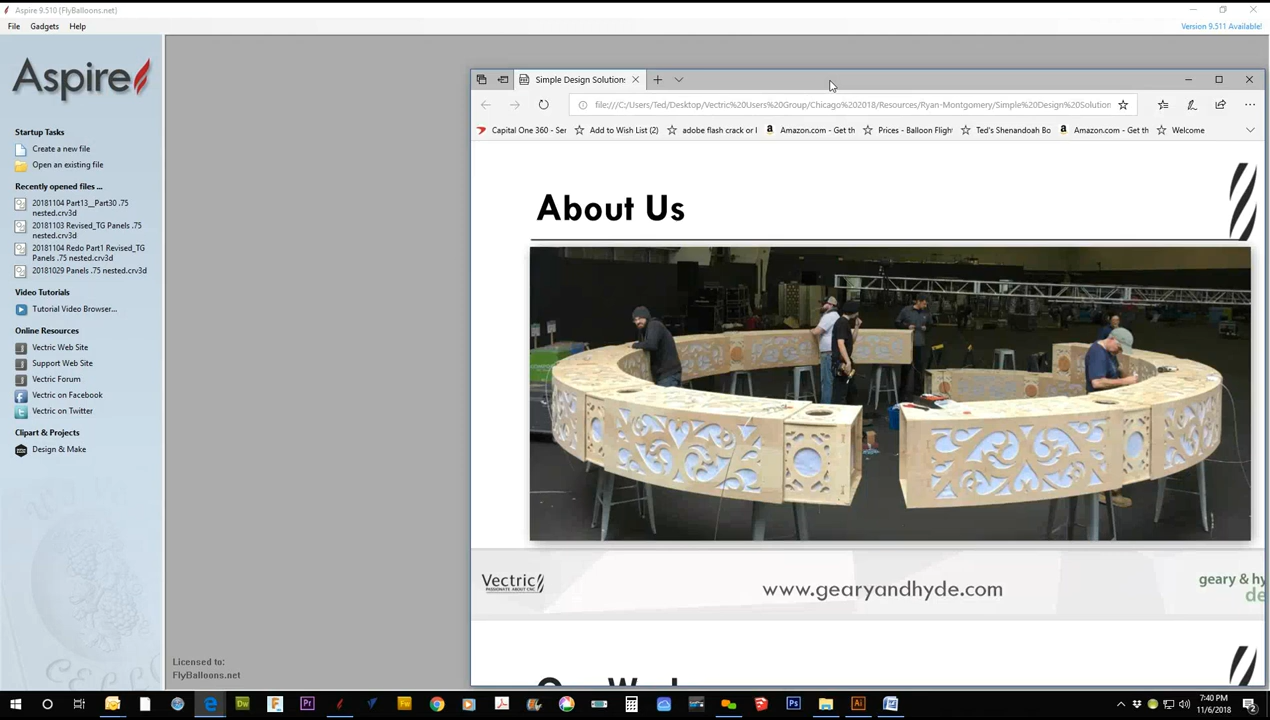 Aspire 9.510 [FlyBalloons.net]
File Gadgets Help
Version 9.511 Available!
Aspire
Startup Tasks
Create a new file
Open an existing file
Recently opened files ...
20181104 Part13__Part30 .75
nested.crv3d
20181103 Revised_TG Panels .75
nested.crv3d
20181104 Redo Part1 Revised_TG
Panels .75 nested.crv3d
20181029 Panels .75 nested.crv3d
Video Tutorials
Tutorial Video Browser...
Online Resources
Vectric Web Site
Support Web Site
Vectric Forum
Vectric on Facebook
Vectric on Twitter
Clipart & Projects
Design & Make
Licensed to:
FlyBalloons.net
Simple Design Solution:
file:///C:/Users/Ted/Desktop/Vectric%20Users%20Group/Chicago%202018/Resources/Ryan-Montgomery/Simple%20Design%20Solution
Capital One 360 - Ser Add to Wish List (2) adobe flash crack or l Amazon.com - Get th Prices - Balloon Flight Ted's Shenandoah Bo Amazon.com - Get th Welcome
About Us
Vectric
PASSIONATE ABOUT CNC
www.gearyandhyde.com
geary & hy
de
7:40 PM
11/6/2018